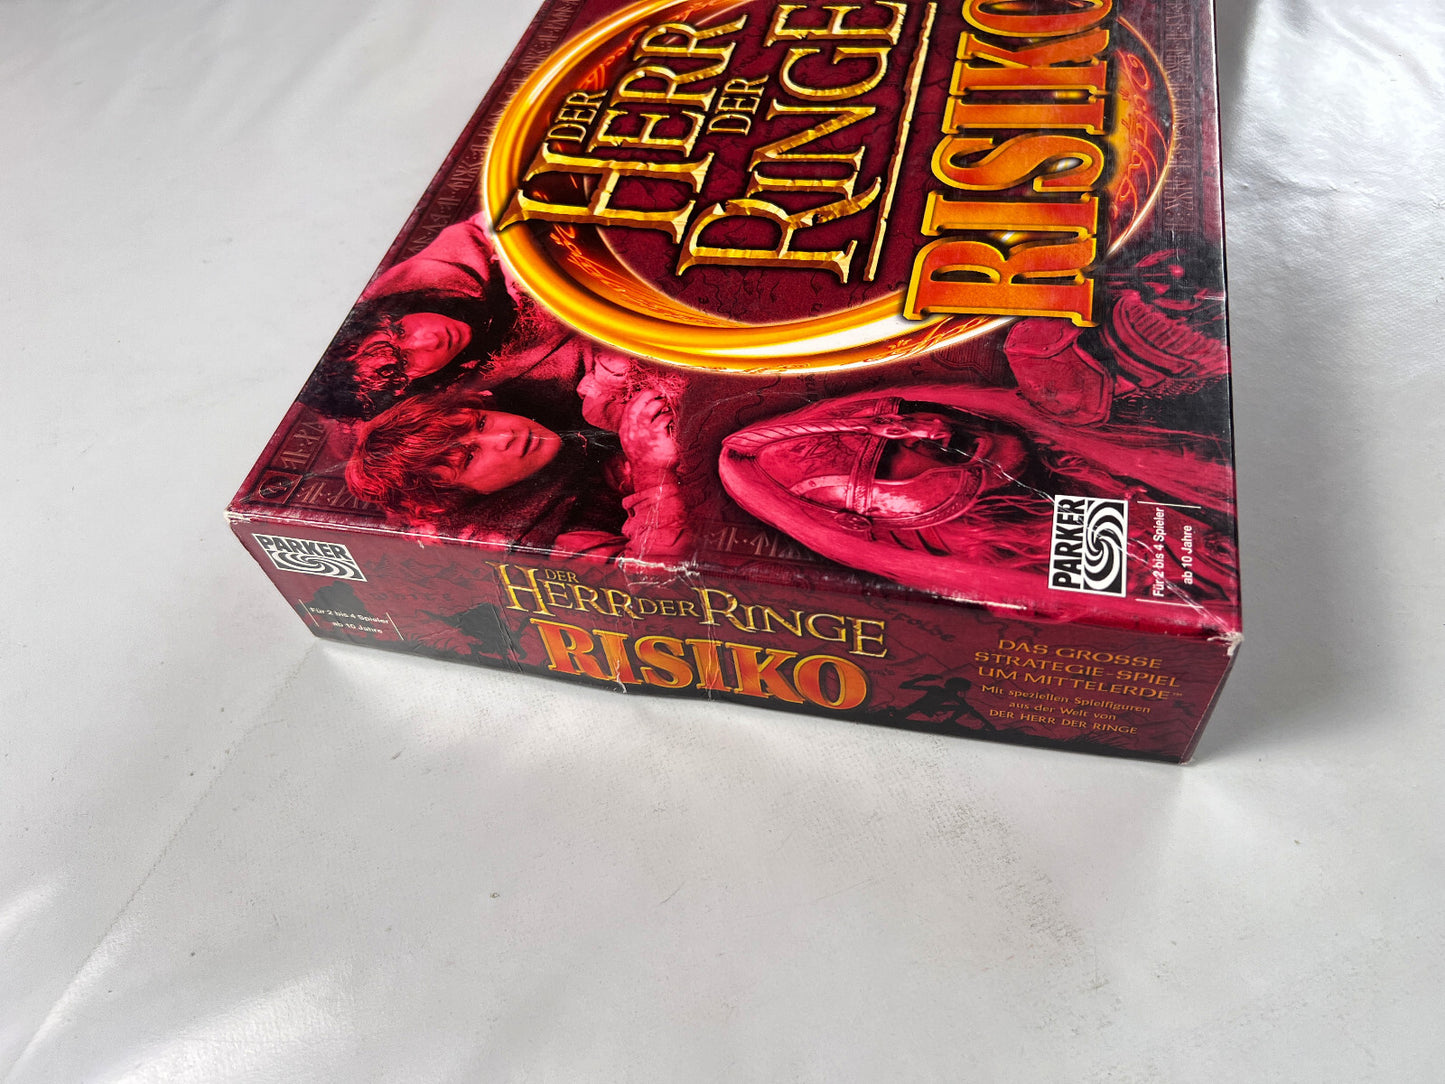 DER
HERR
DER
RINGE
RISIKO
PARKER
Für 2 bis 4 Spieler
ab 10 Jahre
PARKER
Für 2 bis 4 Spieler
ab 10 Jahre
DER
HERR DER RINGE
RISIKO
DAS GROSSE
STRATEGIE-SPIEL
UM MITTELERDE™
Mit speziellen Spielfiguren
aus der Welt von
DER HERR DER RINGE